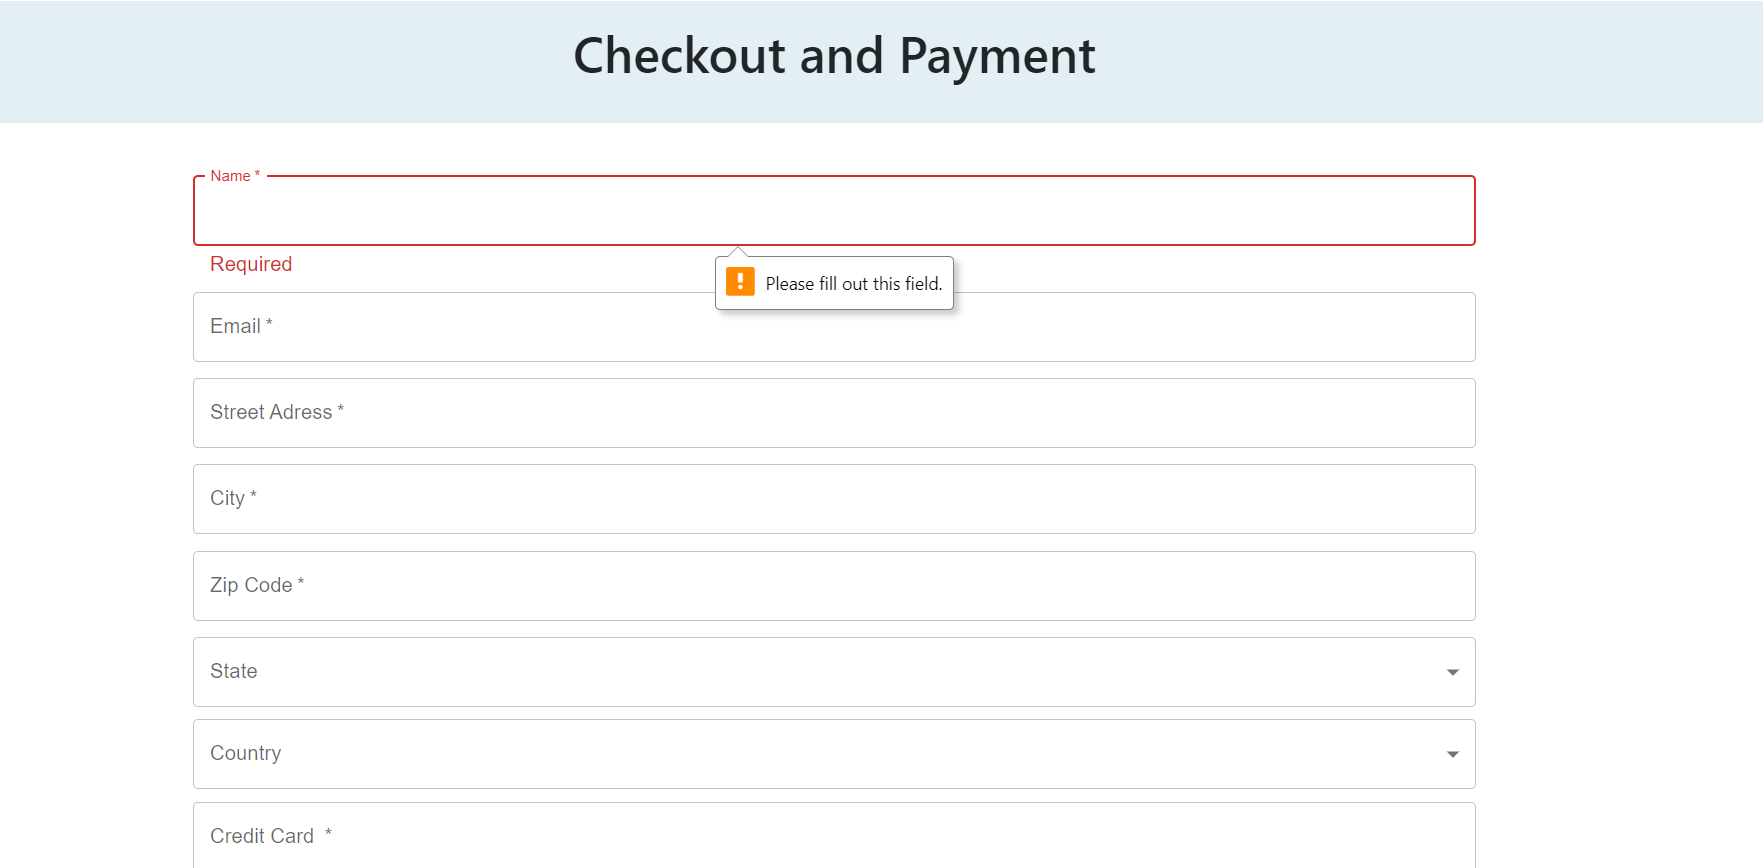 Checkout and Payment
Name *
Required
Please fill out this field.
Email *
Street Adress *
City *
Zip Code *
State
Country
Credit Card *